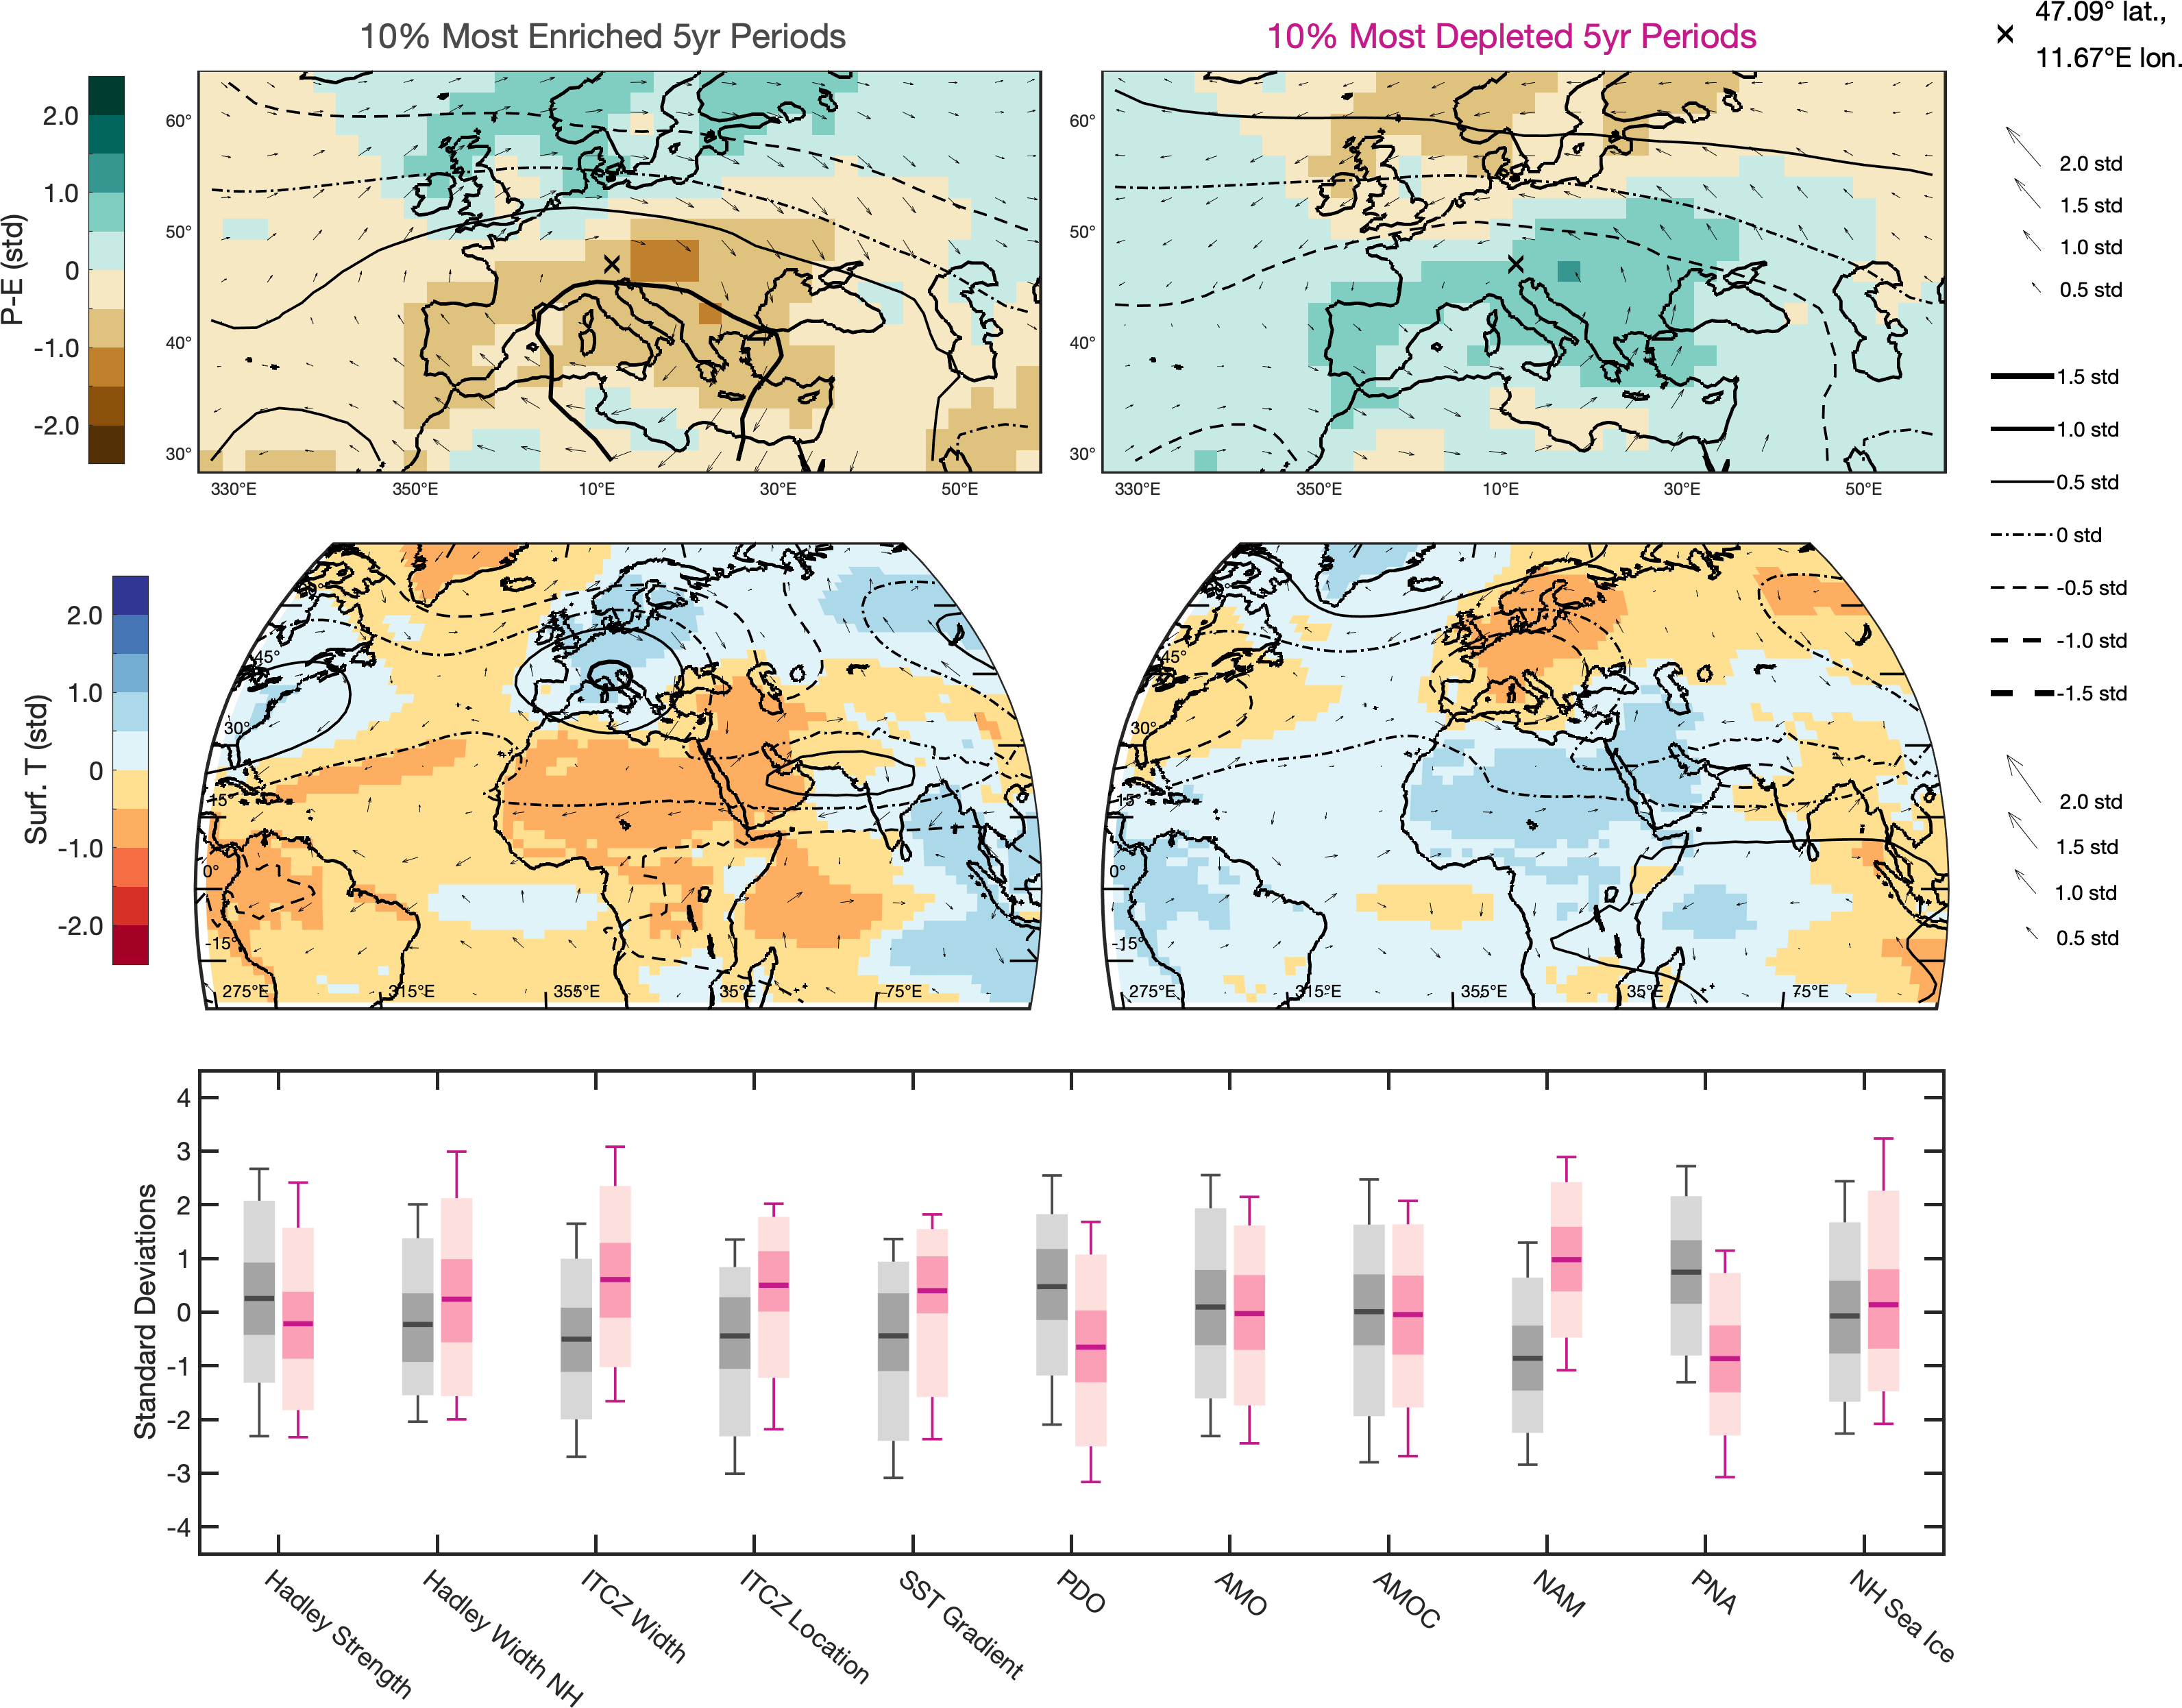 10% Most Enriched 5yr Periods
10% Most Depleted 5yr Periods
47.09° lat.,
11.67°E lon.
P-E (std)
2.0
1.0
0
-1.0
-2.0
60°
50°
40°
30°
330°E
350°E
10°E
30°E
50°E
60°
50°
40°
30°
330°E
350°E
10°E
30°E
50°E
2.0 std
1.5 std
1.0 std
0.5 std
1.5 std
1.0 std
0.5 std
0 std
-0.5 std
-1.0 std
-1.5 std
Surf. T (std)
2.0
1.0
0
-1.0
-2.0
45°
30°
15°
0°
-15°
275°E
315°E
355°E
35°E
75°E
45°
30°
15°
0°
-15°
275°E
315°E
355°E
35°E
75°E
2.0 std
1.5 std
1.0 std
0.5 std
Standard Deviations
4
3
2
1
0
-1
-2
-3
-4
Hadley Strength
Hadley Width NH
ITCZ Width
ITCZ Location
SST Gradient
PDO
AMO
AMOC
NAM
PNA
NH Sea Ice